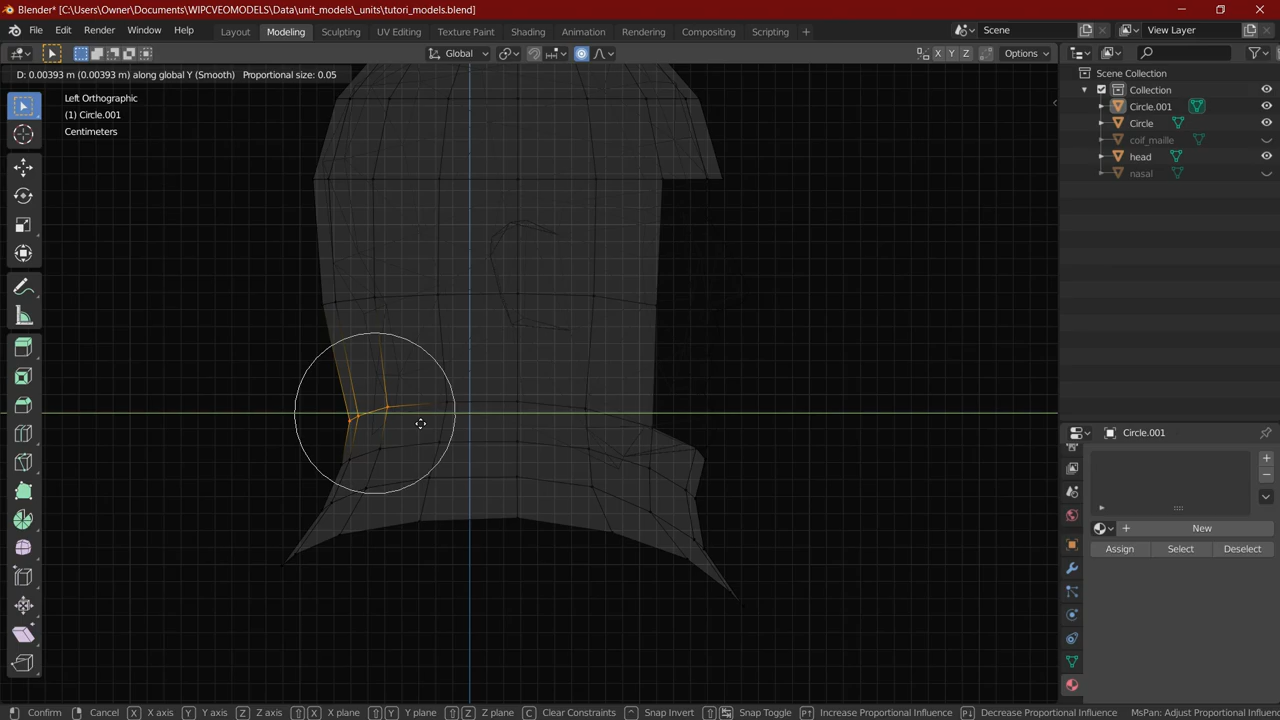 Blender* [C:\Users\Owner\Documents\WIPCVEOMODELS\Data\unit_models\_units\tutori_models.blend]
File Edit Render Window Help Layout Modeling Sculpting UV Editing Texture Paint Shading Animation Rendering Compositing Scripting + Scene View Layer
Global X Y Z Options
D: 0.00393 m (0.00393 m) along global Y (Smooth) Proportional size: 0.05
Left Orthographic
(1) Circle.001
Centimeters
Scene Collection
Collection
Circle.001
Circle
coif_maille
head
nasal
Circle.001
New
Assign Select Deselect
Confirm Cancel X X axis Y Y axis Z Z axis X X plane Y Y plane Z Z plane C Clear Constraints Snap Invert Snap Toggle Increase Proportional Influence Decrease Proportional Influence MsPan: Adjust Proportional Influen